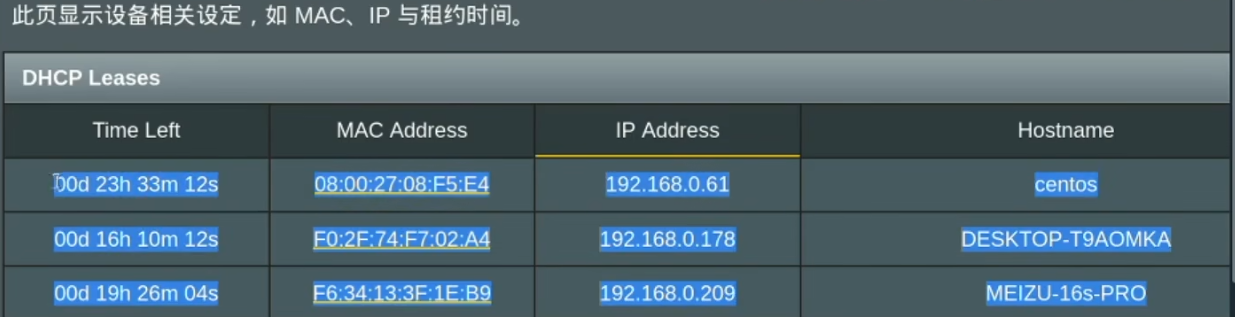 此页显示设备相关设定，如 MAC、IP 与租约时间。
DHCP Leases
Time Left MAC Address IP Address Hostname
00d 23h 33m 12s 08:00:27:08:F5:E4 192.168.0.61 centos
00d 16h 10m 12s F0:2F:74:F7:02:A4 192.168.0.178 DESKTOP-T9AOMKA
00d 19h 26m 04s F6:34:13:3F:1E:B9 192.168.0.209 MEIZU-16s-PRO